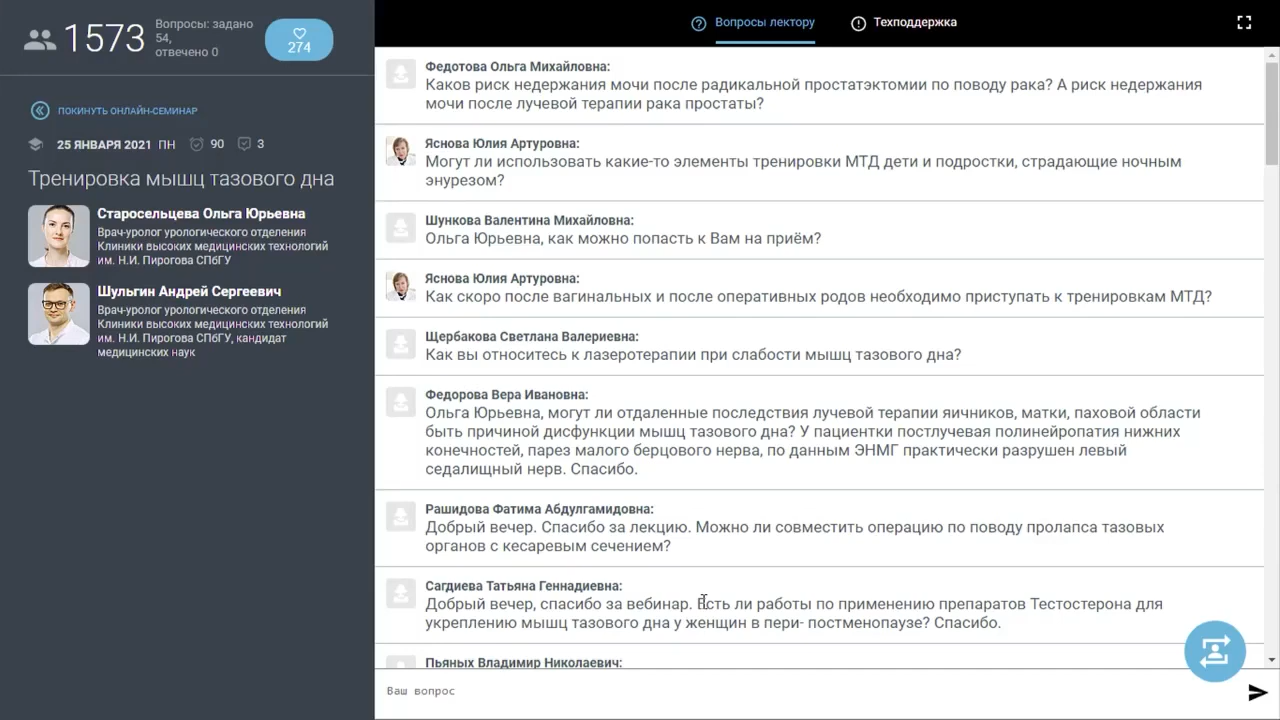 1573
Вопросы: задано
54,
отвечено 0
274
ПОКИНУТЬ ОНЛАЙН-СЕМИНАР
25 ЯНВАРЯ 2021 ПН 90 3
Тренировка мышц тазового дна
Старосельцева Ольга Юрьевна
Врач-уролог урологического отделения
Клиники высоких медицинских технологий
им. Н.И. Пирогова СПбГУ
Шульгин Андрей Сергеевич
Врач-уролог урологического отделения
Клиники высоких медицинских технологий
им. Н.И. Пирогова СПбГУ, кандидат
медицинских наук
Вопросы лектору
Техподдержка
Федотова Ольга Михайловна:
Каков риск недержания мочи после радикальной простатэктомии по поводу рака? А риск недержания
мочи после лучевой терапии рака простаты?
Яснова Юлия Артуровна:
Могут ли использовать какие-то элементы тренировки МТД дети и подростки, страдающие ночным
энурезом?
Шункова Валентина Михайловна:
Ольга Юрьевна, как можно попасть к Вам на приём?
Яснова Юлия Артуровна:
Как скоро после вагинальных и после оперативных родов необходимо приступать к тренировкам МТД?
Щербакова Светлана Валериевна:
Как вы относитесь к лазеротерапии при слабости мышц тазового дна?
Федорова Вера Ивановна:
Ольга Юрьевна, могут ли отдаленные последствия лучевой терапии яичников, матки, паховой области
быть причиной дисфункции мышц тазового дна? У пациентки постлучевая полинейропатия нижних
конечностей, парез малого берцового нерва, по данным ЭНМГ практически разрушен левый
седалищный нерв. Спасибо.
Рашидова Фатима Абдулгамидовна:
Добрый вечер. Спасибо за лекцию. Можно ли совместить операцию по поводу пролапса тазовых
органов с кесаревым сечением?
Сагдиева Татьяна Геннадиевна:
Добрый вечер, спасибо за вебинар. Есть ли работы по применению препаратов Тестостерона для
укреплению мышц тазового дна у женщин в пери- постменопаузе? Спасибо.
Пьяных Владимир Николаевич:
Ваш вопрос